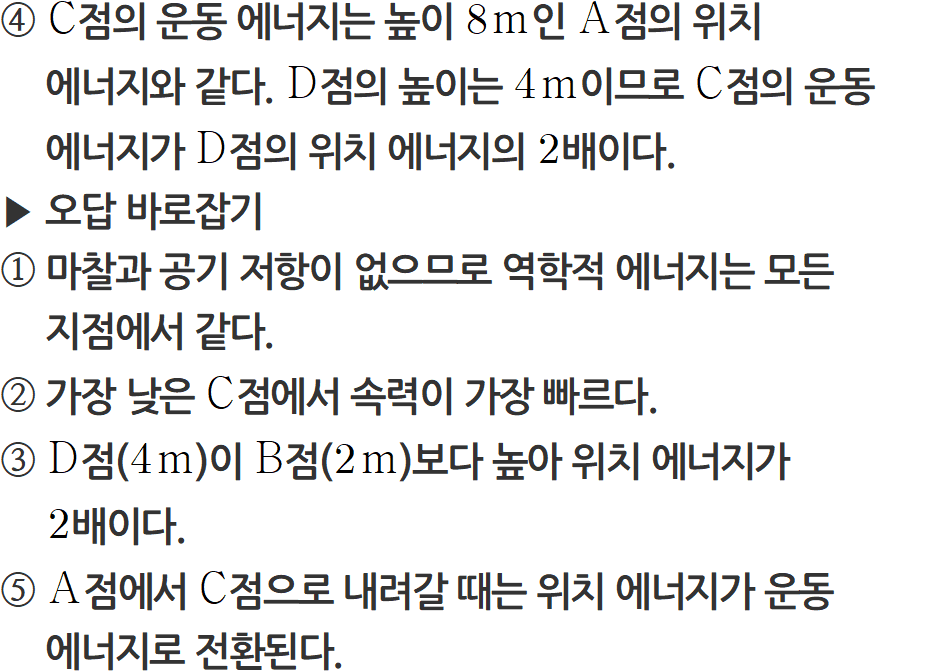 ④ C점의 운동 에너지는 높이 8m인 A점의 위치
에너지와 같다. D점의 높이는 4m이므로 C점의 운동
에너지가 D점의 위치 에너지의 2배이다.
▶ 오답 바로잡기
① 마찰과 공기 저항이 없으므로 역학적 에너지는 모든
지점에서 같다.
② 가장 낮은 C점에서 속력이 가장 빠르다.
③ D점(4m)이 B점(2m)보다 높아 위치 에너지가
2배이다.
⑤ A점에서 C점으로 내려갈 때는 위치 에너지가 운동
에너지로 전환된다.